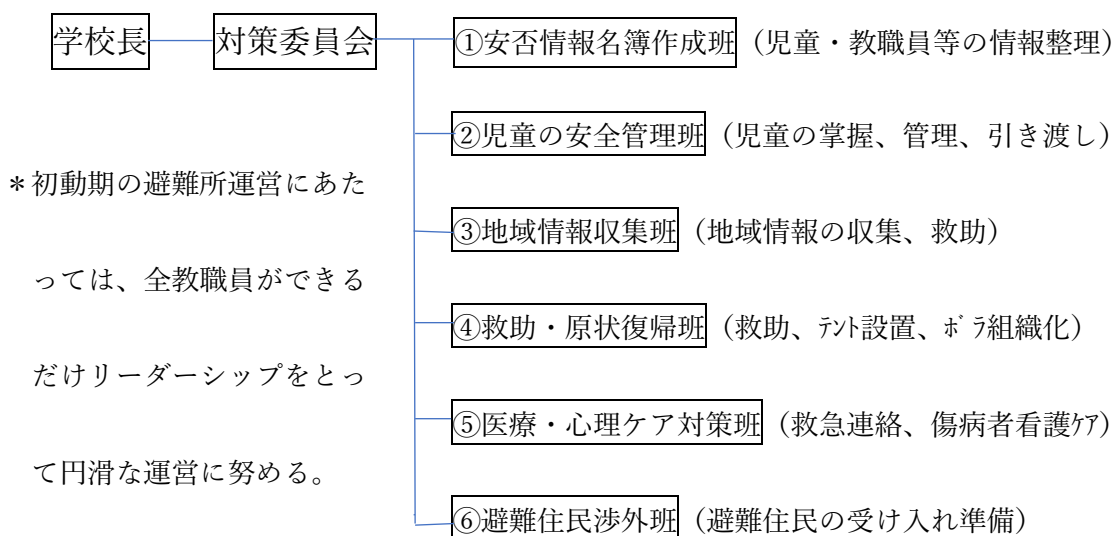 学校長 対策委員会 ①安否情報名簿作成班（児童・教職員等の情報整理）
②児童の安全管理班（児童の掌握、管理、引き渡し）
③地域情報収集班（地域情報の収集、救助）
④救助・原状復帰班（救助、ﾃﾝﾄ設置、ﾎﾞﾗ組織化）
⑤医療・心理ケア対策班（救急連絡、傷病者看護ｹｱ）
⑥避難住民渉外班（避難住民の受け入れ準備）
＊初動期の避難所運営にあた
っては、全教職員ができる
だけリーダーシップをとっ
て円滑な運営に努める。